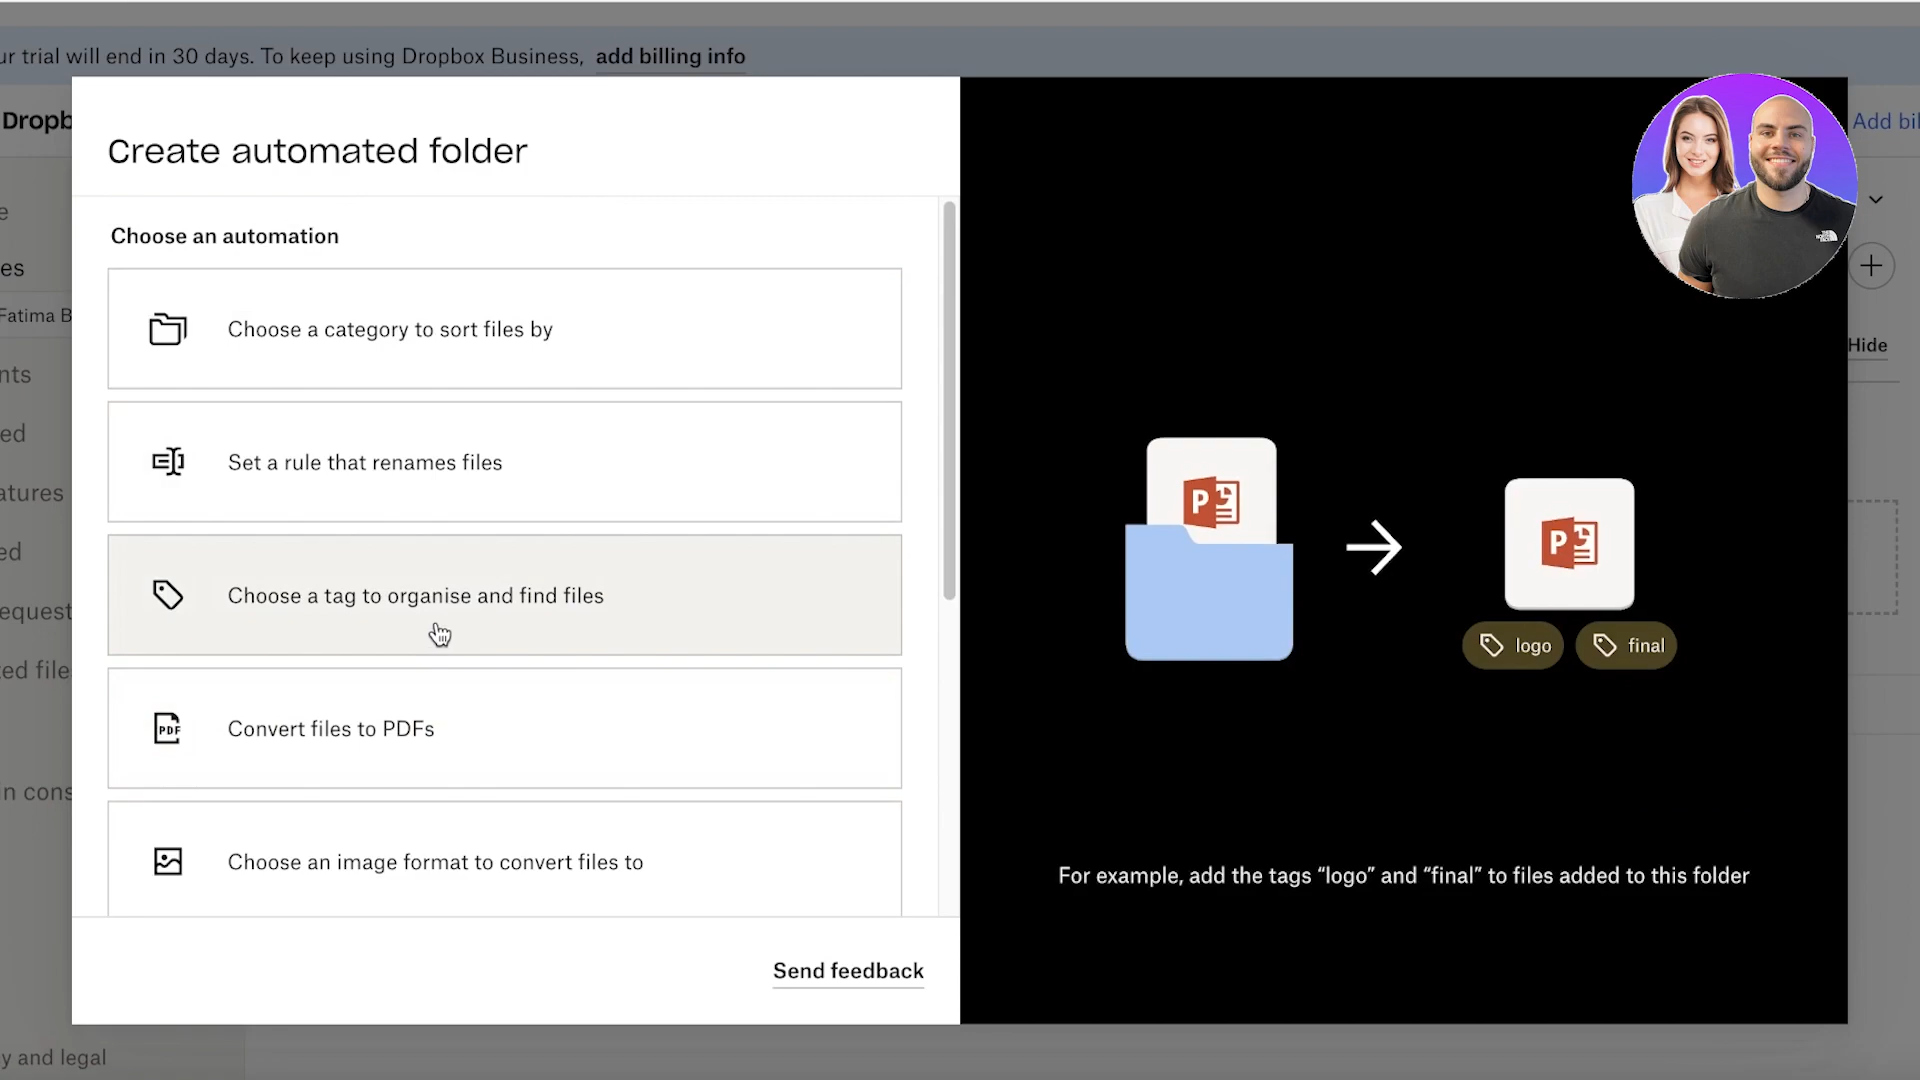 ur trial will end in 30 days. To keep using Dropbox Business, add billing info
Dropb
Add bil
Create automated folder
e
Choose an automation
es
Fatima B
Choose a category to sort files by
Hide
nts
ed
Set a rule that renames files
atures
P
P
ed
Choose a tag to organise and find files
equest
logo
final
ted file
PDF
Convert files to PDFs
in cons
Choose an image format to convert files to
For example, add the tags “logo” and “final” to files added to this folder
Send feedback
y and legal